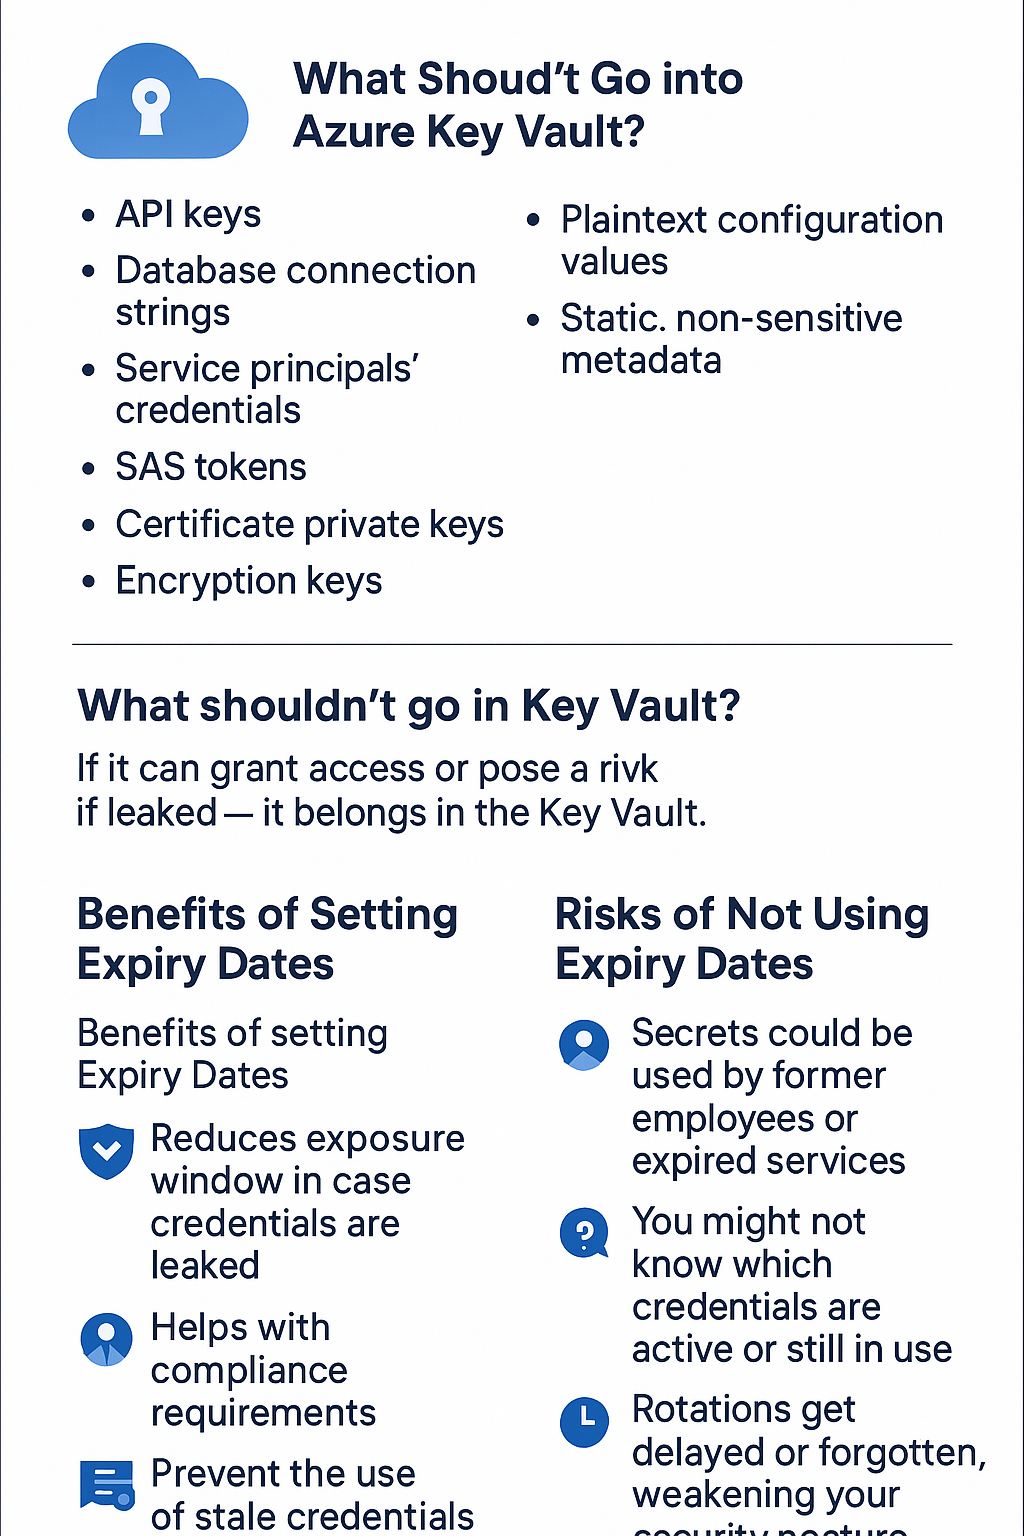 What Shoud't Go into
Azure Key Vault?
• API keys
• Database connection
strings
• Service principals’
credentials
• SAS tokens
• Certificate private keys
• Encryption keys
• Plaintext configuration
values
• Static. non-sensitive
metadata
What shouldn’t go in Key Vault?
If it can grant access or pose a rivk
if leaked — it belongs in the Key Vault.
Benefits of Setting
Expiry Dates
Benefits of setting
Expiry Dates
Reduces exposure
window in case
credentials are
leaked
Helps with
compliance
requirements
Prevent the use
of stale credentials
Risks of Not Using
Expiry Dates
Secrets could be
used by former
employees or
expired services
You might not
know which
credentials are
active or still in use
Rotations get
delayed or forgotten,
weakening your
security posture